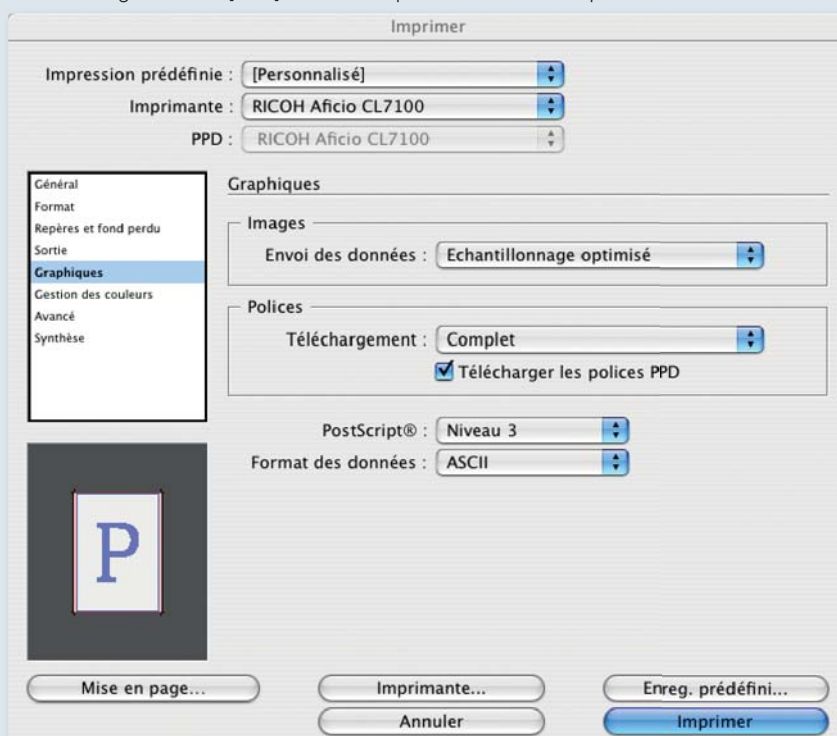 Imprimer
Impression prédéfinie : [Personnalisé]
Imprimante : RICOH Aficio CL7100
PPD : RICOH Aficio CL7100
Général
Format
Repères et fond perdu
Sortie
Graphiques
Gestion des couleurs
Avancé
Synthèse
Graphiques
Images
Envoi des données : Echantillonnage optimisé
Polices
Téléchargement : Complet
Télécharger les polices PPD
PostScript® : Niveau 3
Format des données : ASCII
P
Mise en page...
Imprimante...
Enreg. prédéfini...
Annuler
Imprimer